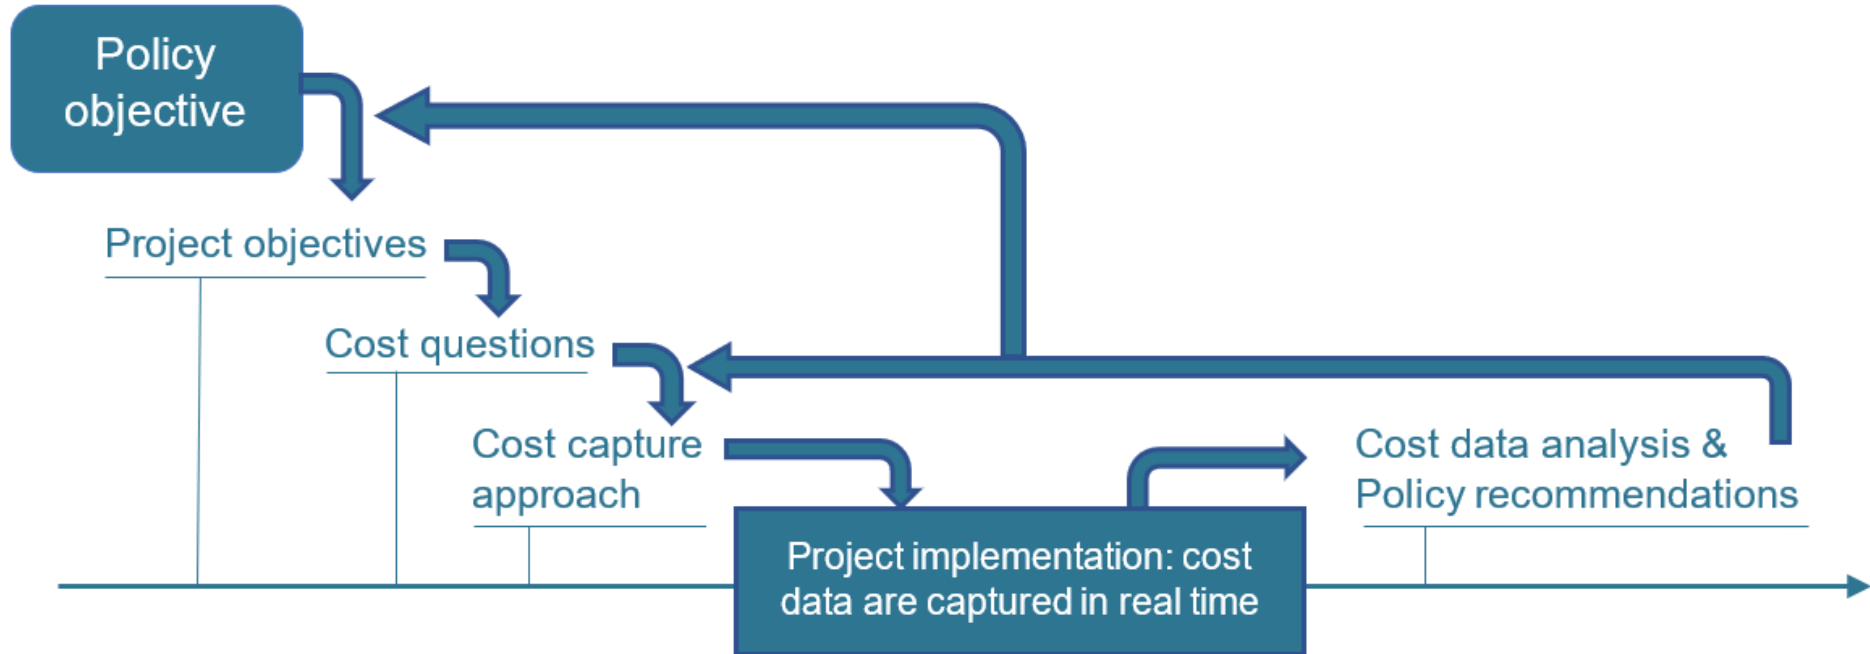 Policy
objective
Project objectives
Cost questions
Cost capture
approach
Project implementation: cost
data are captured in real time
Cost data analysis &
Policy recommendations